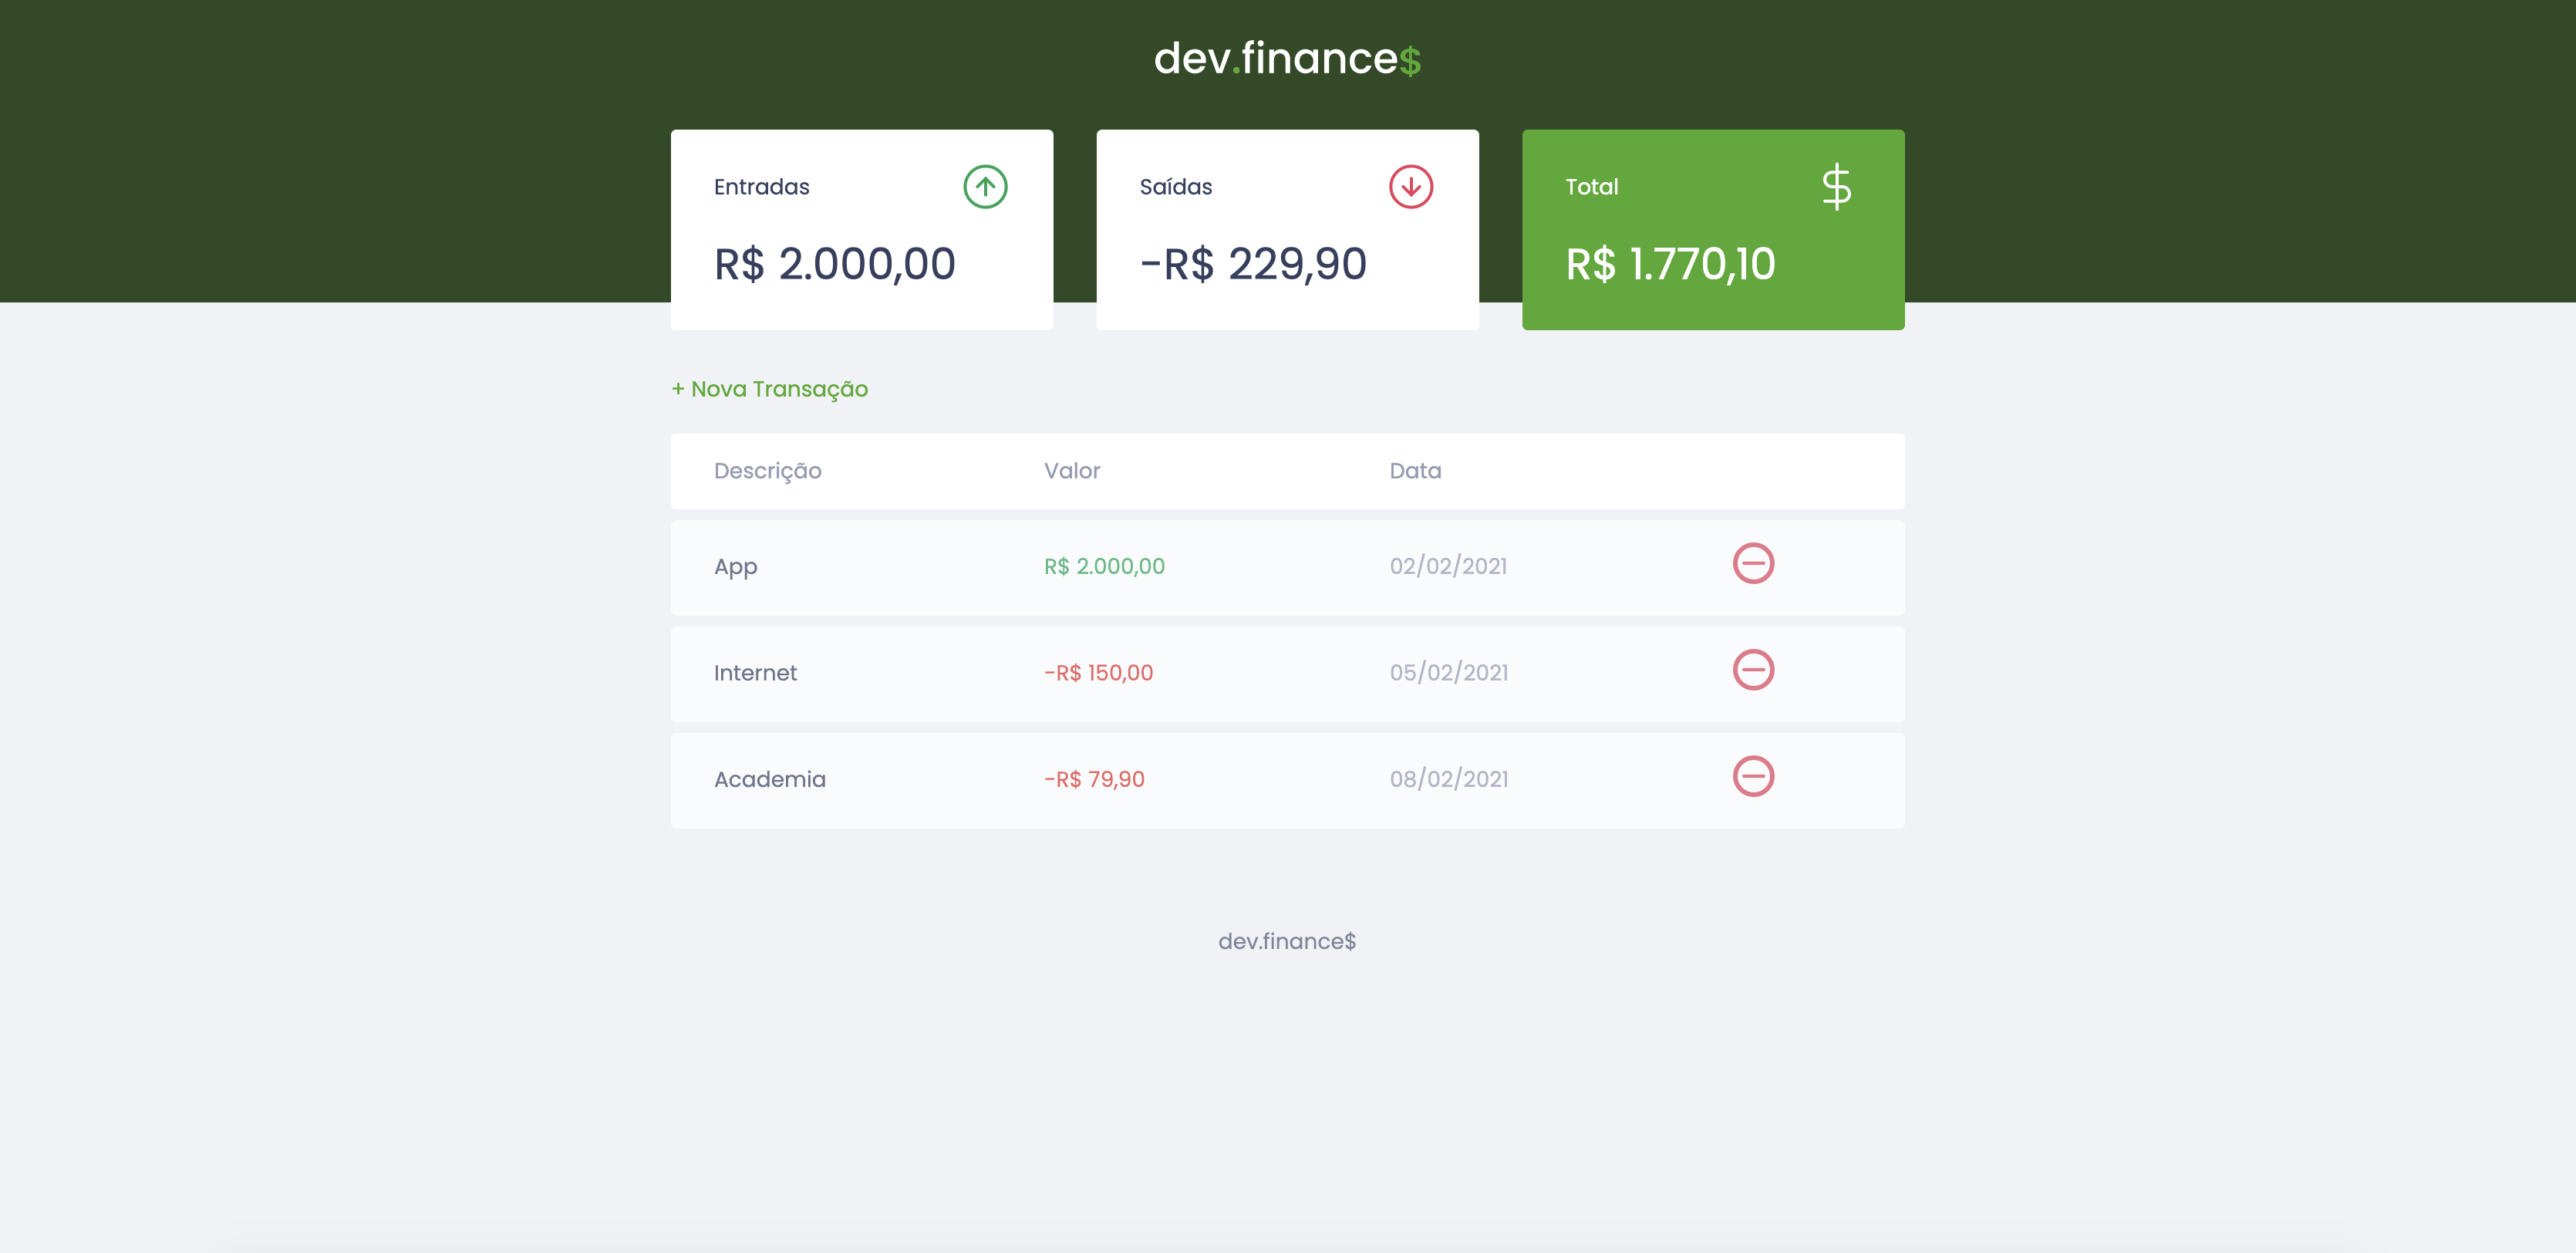 dev.finance$
Entradas
R$ 2.000,00
Saídas
-R$ 229,90
Total
$
R$ 1.770,10
+ Nova Transação
Descrição Valor Data
App R$ 2.000,00 02/02/2021
Internet -R$ 150,00 05/02/2021
Academia -R$ 79,90 08/02/2021
dev.finance$